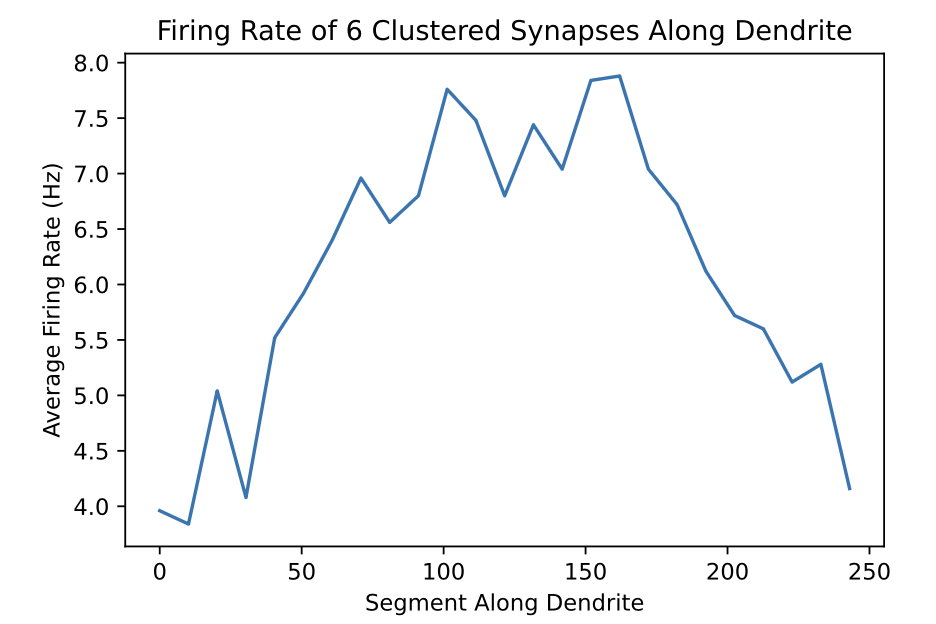 Firing Rate of 6 Clustered Synapses Along Dendrite
8.0
7.5
7.0
6.5
6.0
5.5
5.0
4.5
4.0
Average Firing Rate (Hz)
0 50 100 150 200 250
Segment Along Dendrite